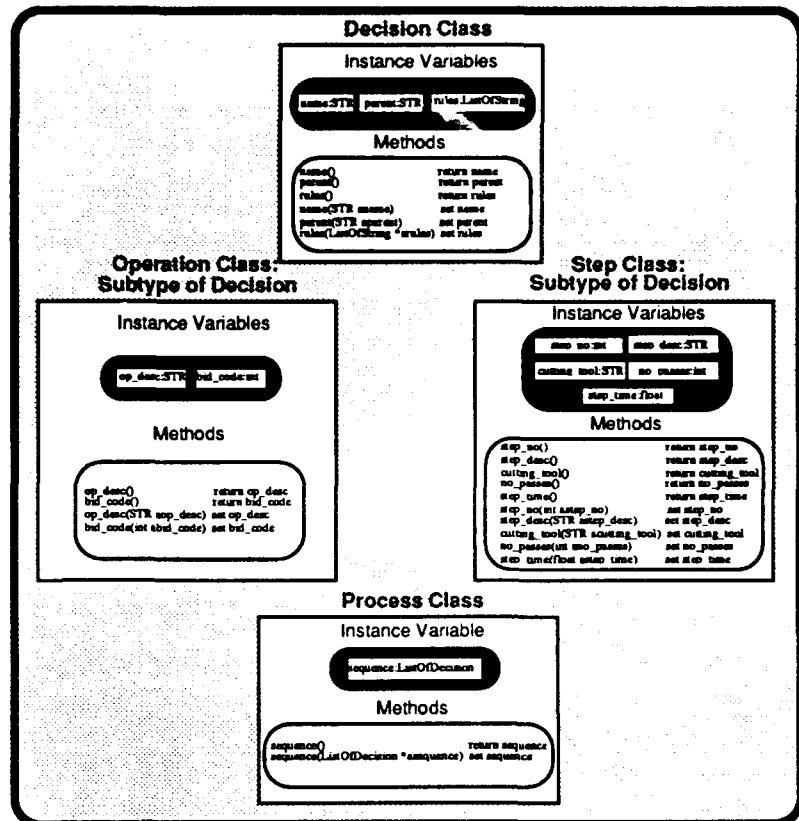 Decision Class
Instance Variables
name:STR parent:STR rules:ListOfString
Methods
name() return name
parent() return parent
rules() return rules
name(STR aname) set name
parent(STR aparent) set parent
rules(ListOfString *arules) set rules
Operation Class:
Subtype of Decision
Instance Variables
op_desc:STR bid_code:int
Methods
op_desc() return op_desc
bid_code() return bid_code
op_desc(STR aop_desc) set op_desc
bid_code(int abid_code) set bid_code
Step Class:
Subtype of Decision
Instance Variables
step_no:int step_desc:STR
cutting_tool:STR no_passes:int
step_time:float
Methods
step_no() return step_no
step_desc() return step_desc
cutting_tool() return cutting_tool
no_passes() return no_passes
step_time() return step_time
step_no(int astep_no) set step_no
step_desc(STR astep_desc) set step_desc
cutting_tool(STR acutting_tool) set cutting_tool
no_passes(int ano_passes) set no_passes
step_time(float astep_time) set step_time
Process Class
Instance Variable
sequence:ListOfDecision
Methods
sequence() return sequence
sequence(ListOfDecision *asequence) set sequence